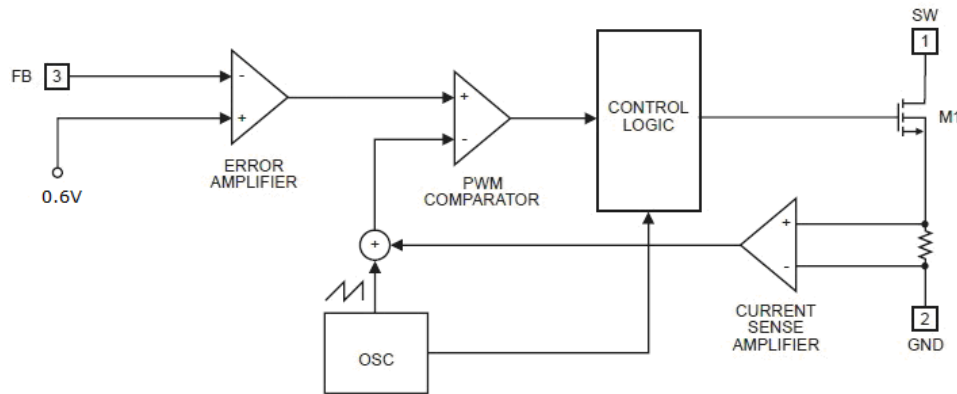 SW
1
FB 3
-
+
0.6V
ERROR
AMPLIFIER
+
-
PWM
COMPARATOR
CONTROL
LOGIC
M1
+
OSC
+
-
CURRENT
SENSE
AMPLIFIER
2
GND